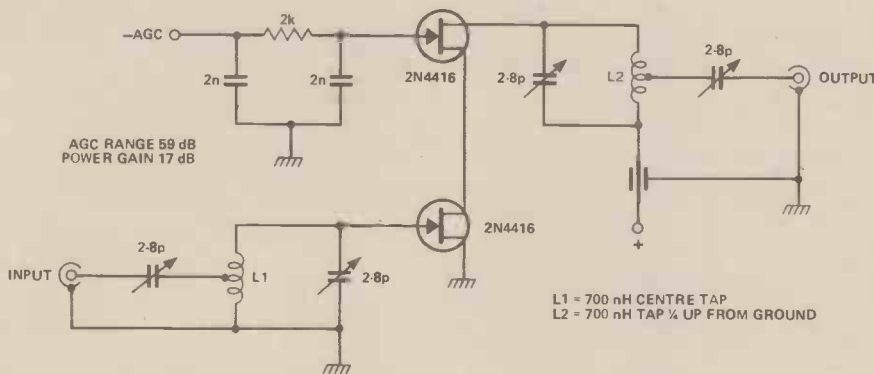 –AGC
2k
2n
2n
2N4416
2·8p
L2
2·8p
OUTPUT
AGC RANGE 59 dB
POWER GAIN 17 dB
2N4416
+
INPUT
2·8p
L1
2·8p
L1 = 700 nH CENTRE TAP
L2 = 700 nH TAP ¼ UP FROM GROUND